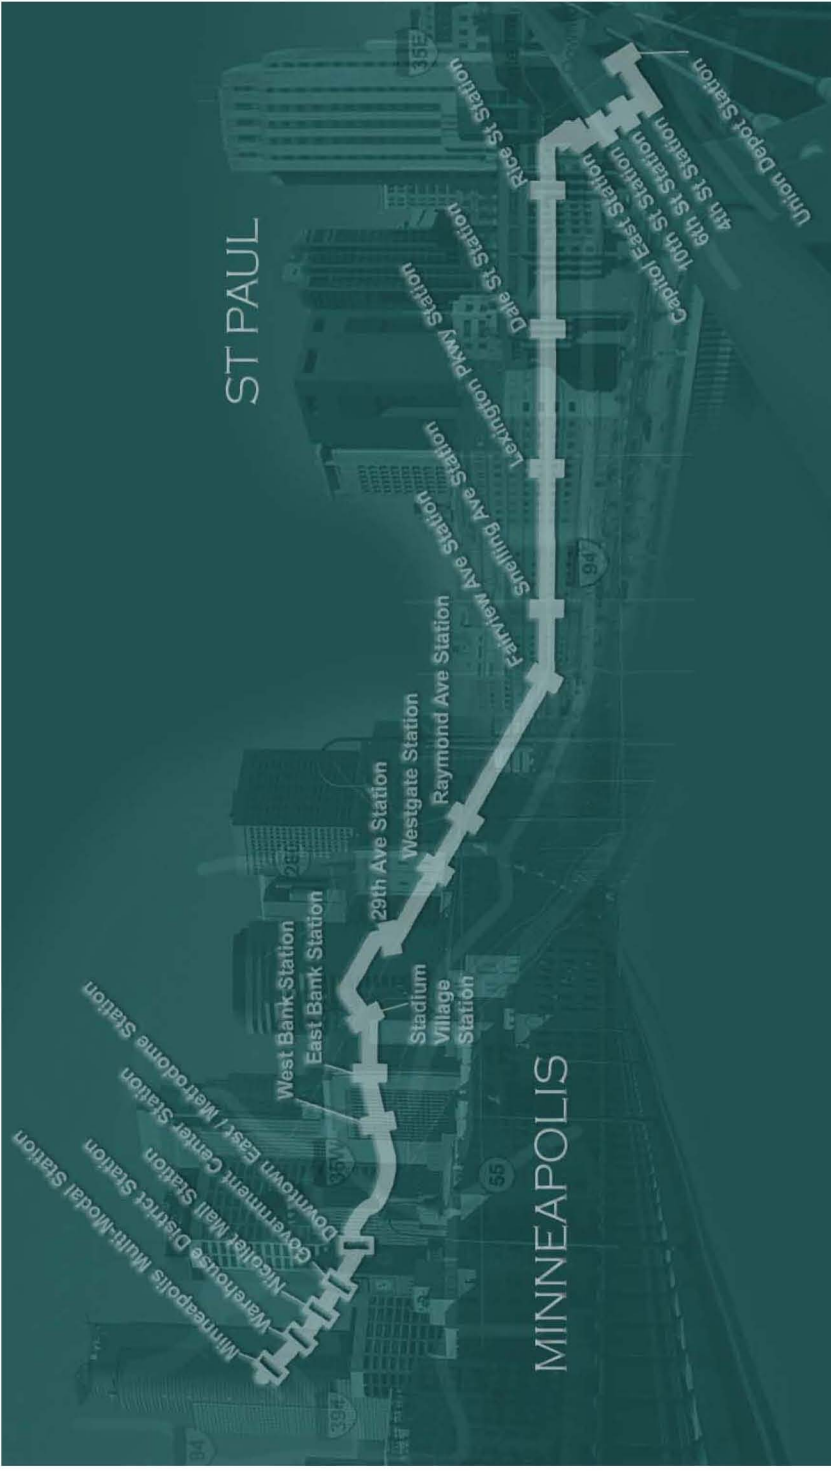 Minneapolis Multi-Modal Station
Warehouse District Station
Nicollet Mall Station
Government Center Station
Downtown East / Metrodome Station
West Bank Station
East Bank Station
Stadium
Village
Station
29th Ave Station
Westgate Station
Raymond Ave Station
Fairview Ave Station
Snelling Ave Station
Lexington Pkwy Station
Dale St Station
Rice St Station
Capitol East Station
10th St Station
6th St Station
4th St Station
Union Depot Station
MINNEAPOLIS
ST PAUL
94
394
35W
55
280
94
35E